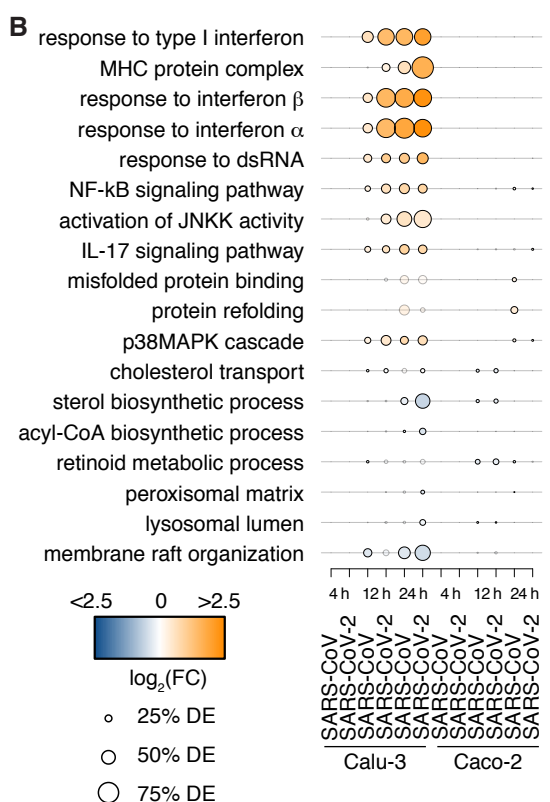 B
response to type I interferon
MHC protein complex
response to interferon β
response to interferon α
response to dsRNA
NF-kB signaling pathway
activation of JNKK activity
IL-17 signaling pathway
misfolded protein binding
protein refolding
p38MAPK cascade
cholesterol transport
sterol biosynthetic process
acyl-CoA biosynthetic process
retinoid metabolic process
peroxisomal matrix
lysosomal lumen
membrane raft organization
4 h 12 h 24 h 4 h 12 h 24 h
SARS-CoV
SARS-CoV-2
SARS-CoV
SARS-CoV-2
SARS-CoV
SARS-CoV-2
SARS-CoV
SARS-CoV-2
SARS-CoV
SARS-CoV-2
SARS-CoV
SARS-CoV-2
Calu-3 Caco-2
<2.5 0 >2.5
log2(FC)
25% DE
50% DE
75% DE